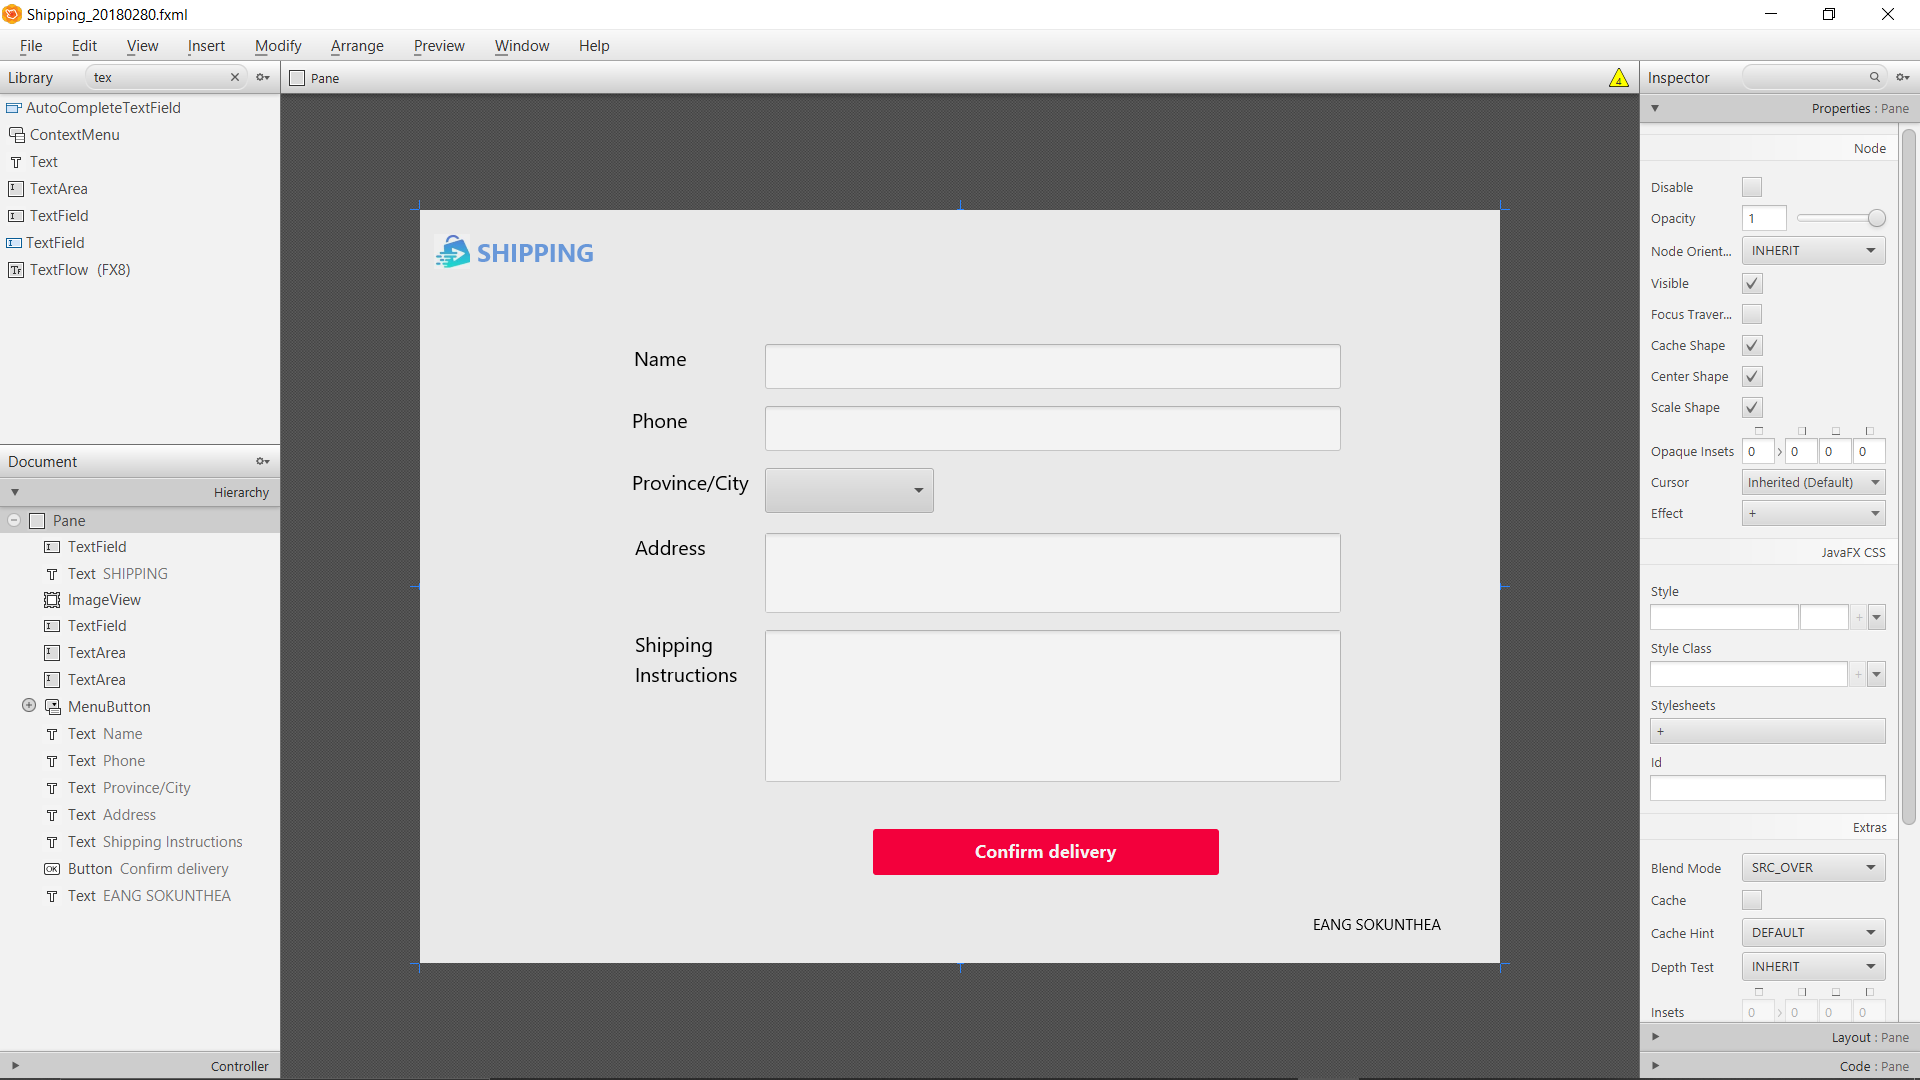 Shipping_20180280.fxml
File Edit View Insert Modify Arrange Preview Window Help
Library tex
Pane
4
Inspector
AutoCompleteTextField
ContextMenu
Text
TextArea
TextField
TextField
TextFlow (FX8)
Document
Hierarchy
Pane
TextField
Text SHIPPING
ImageView
TextField
TextArea
TextArea
MenuButton
Text Name
Text Phone
Text Province/City
Text Address
Text Shipping Instructions
OK Button Confirm delivery
Text EANG SOKUNTHEA
Controller
SHIPPING
Name
Phone
Province/City
Address
Shipping
Instructions
Confirm delivery
EANG SOKUNTHEA
Properties : Pane
Node
Disable
Opacity 1
Node Orient... INHERIT
Visible
Focus Traver...
Cache Shape
Center Shape
Scale Shape
Opaque Insets 0 0 0 0
Cursor Inherited (Default)
Effect +
JavaFX CSS
Style
+
Style Class
+
Stylesheets
+
Id
Extras
Blend Mode SRC_OVER
Cache
Cache Hint DEFAULT
Depth Test INHERIT
Insets 0 0 0 0
Layout : Pane
Code : Pane